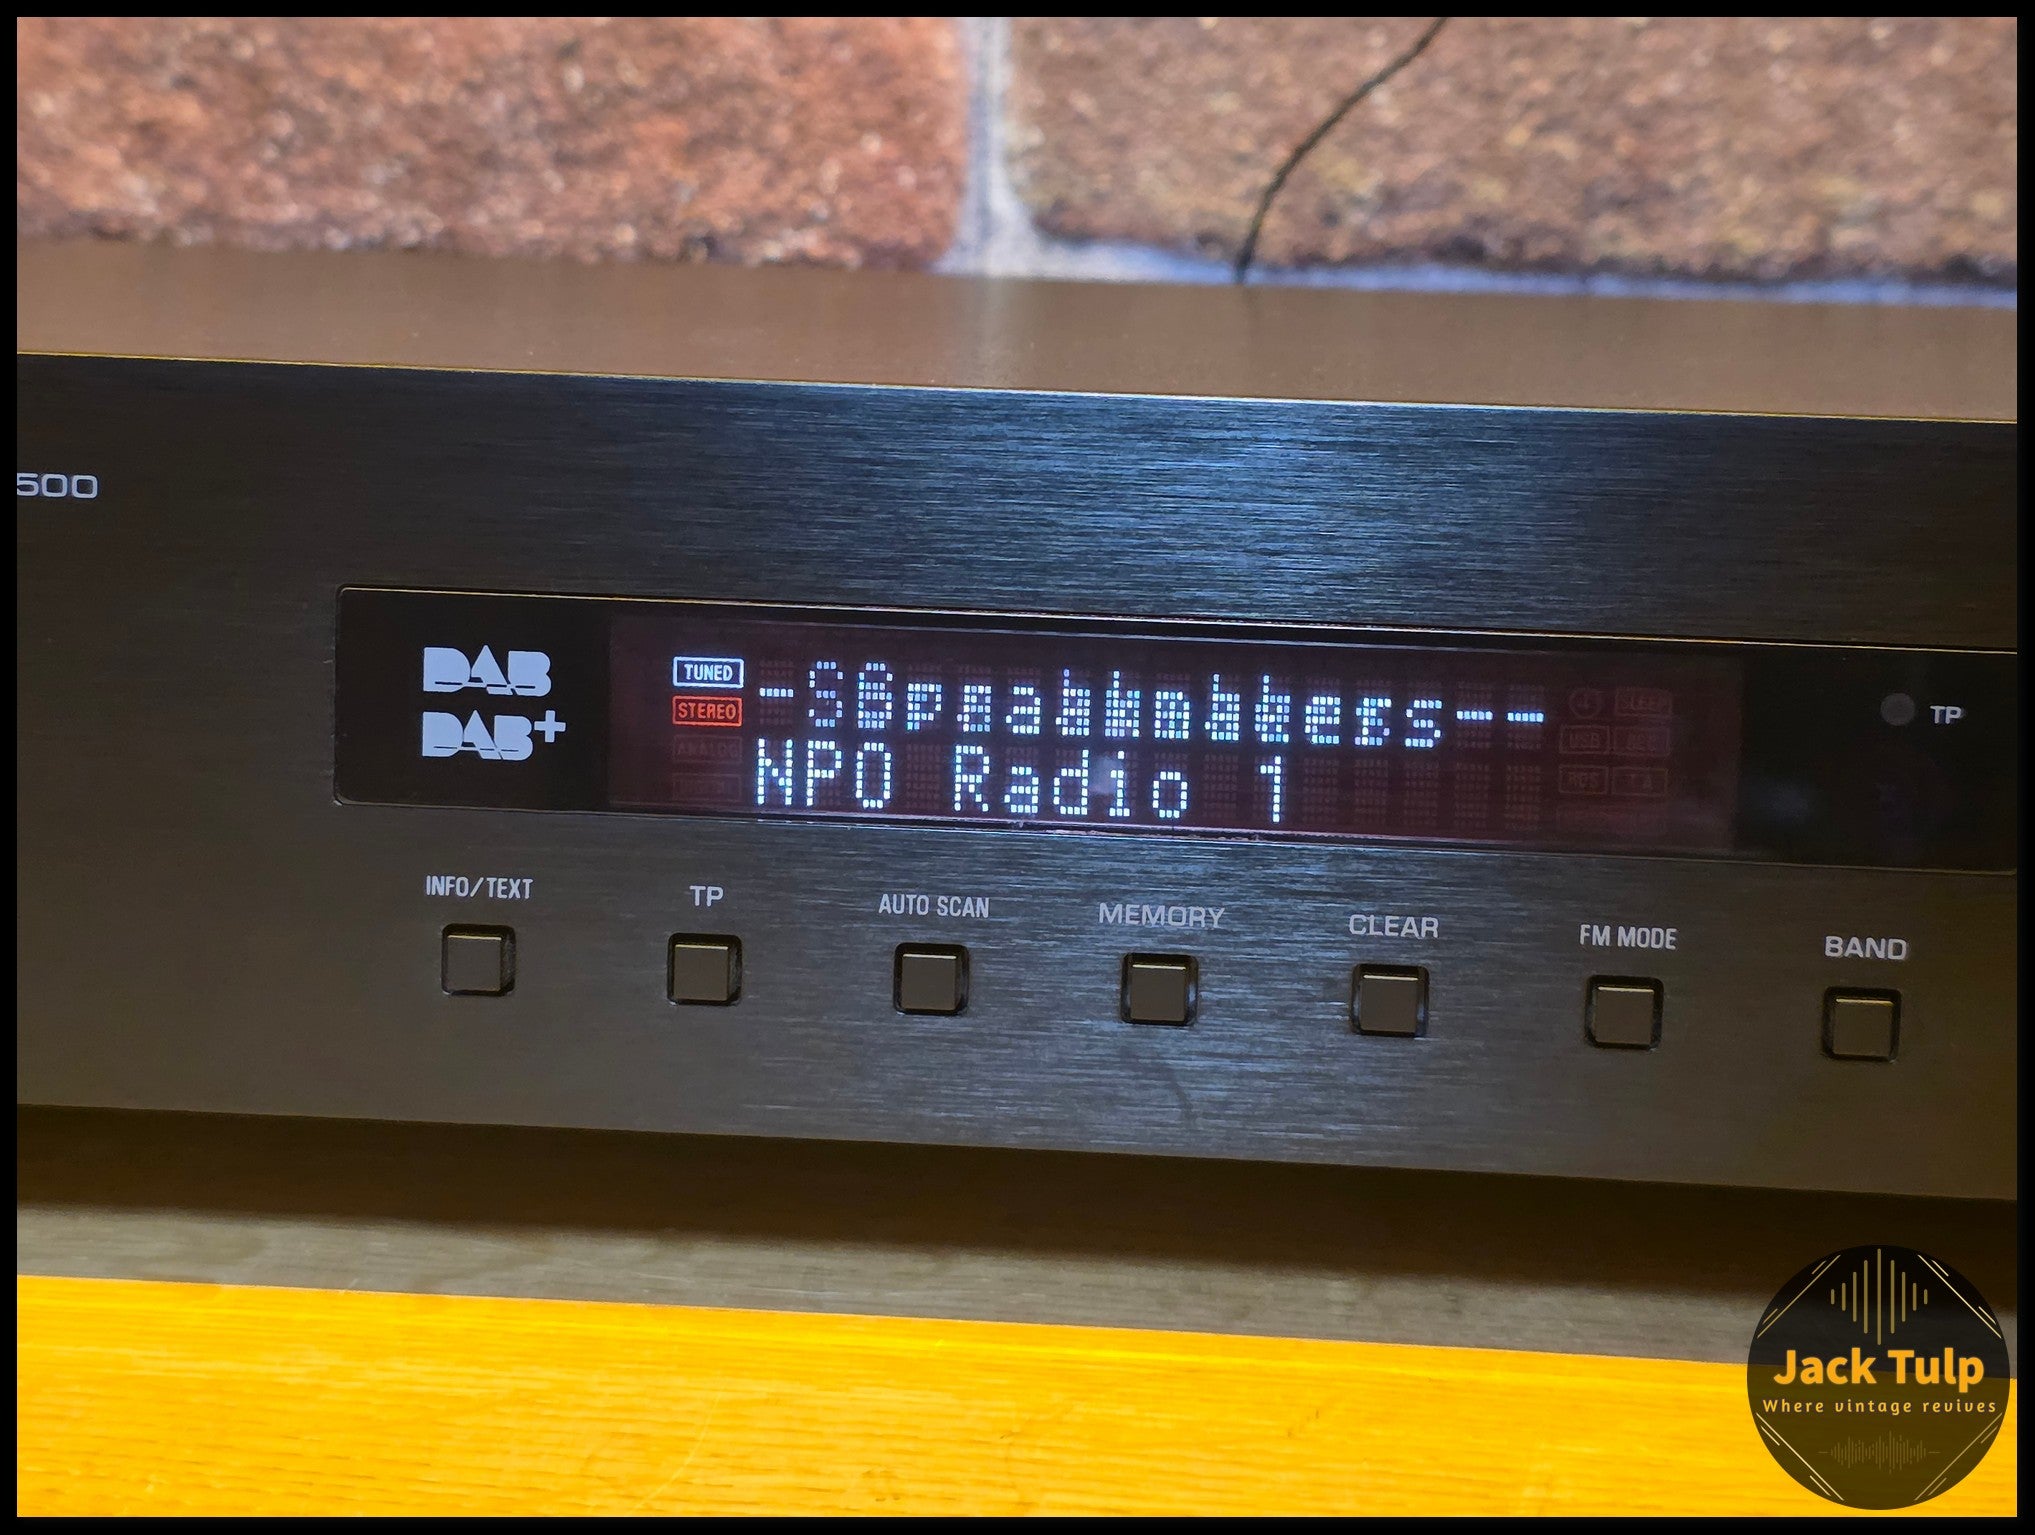 500
DAB
DAB+
TUNED
STEREO
NPO Radio 1
TP
INFO/TEXT
TP
AUTO SCAN
MEMORY
CLEAR
FM MODE
BAND
Jack Tulp
Where vintage revives